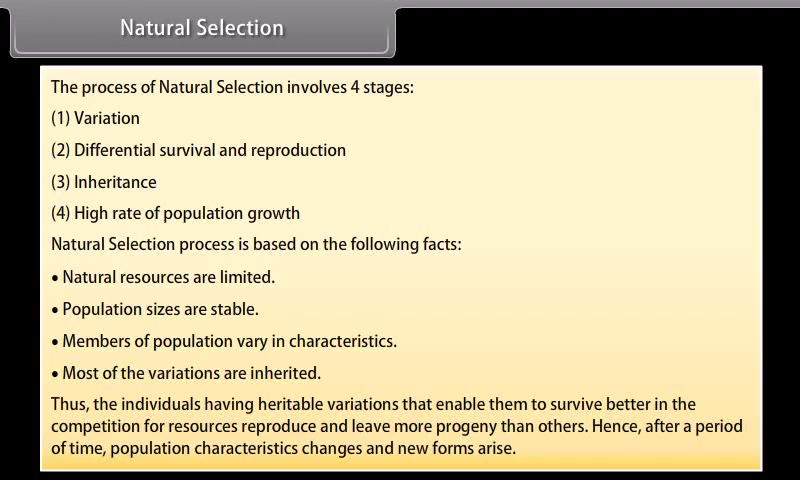 Natural Selection
The process of Natural Selection involves 4 stages:
(1) Variation
(2) Differential survival and reproduction
(3) Inheritance
(4) High rate of population growth
Natural Selection process is based on the following facts:
• Natural resources are limited.
• Population sizes are stable.
• Members of population vary in characteristics.
• Most of the variations are inherited.
Thus, the individuals having heritable variations that enable them to survive better in the
competition for resources reproduce and leave more progeny than others. Hence, after a period
of time, population characteristics changes and new forms arise.